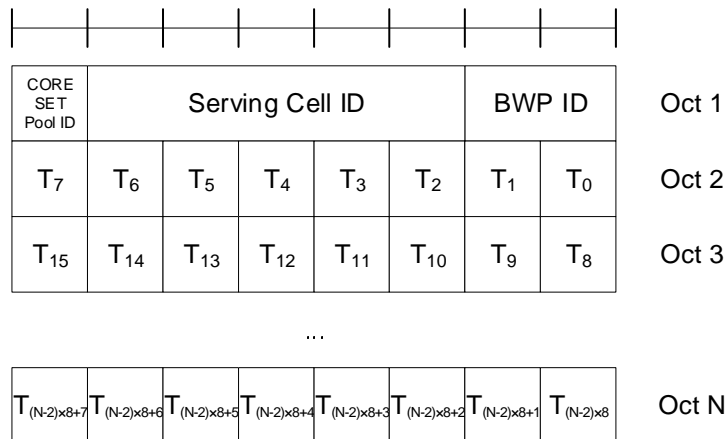 CORE
SET
Pool ID
Serving Cell ID
BWP ID
Oct 1
T7 T6 T5 T4 T3 T2 T1 T0 Oct 2
T15 T14 T13 T12 T11 T10 T9 T8 Oct 3
...
T(N-2)×8+7 T(N-2)×8+6 T(N-2)×8+5 T(N-2)×8+4 T(N-2)×8+3 T(N-2)×8+2 T(N-2)×8+1 T(N-2)×8 Oct N